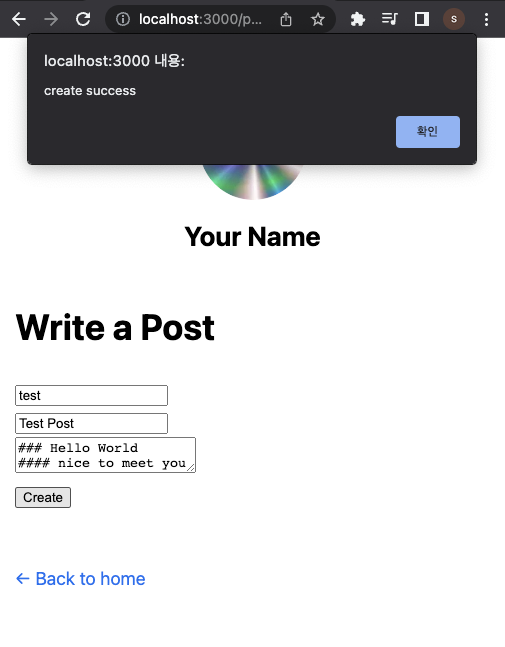 localhost:3000/p...
s
localhost:3000 내용:
create success
확인
Your Name
Write a Post
test
Test Post
### Hello World
#### nice to meet you
Create
← Back to home